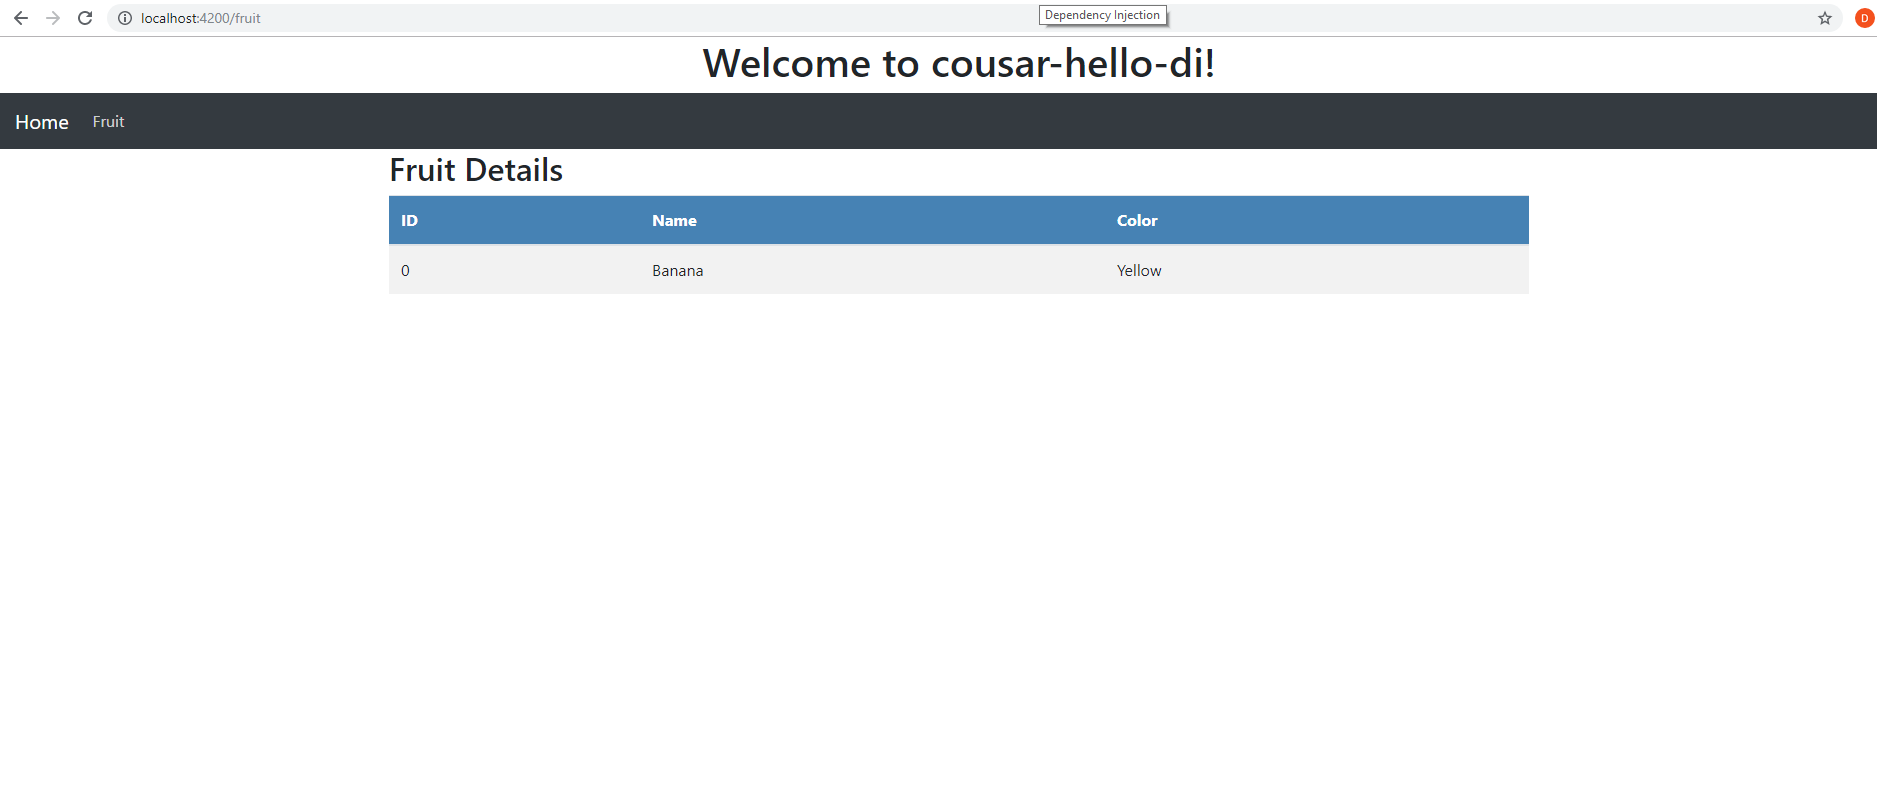 localhost:4200/fruit
Dependency Injection
D
Welcome to cousar-hello-di!
Home Fruit
Fruit Details
ID Name Color
0 Banana Yellow